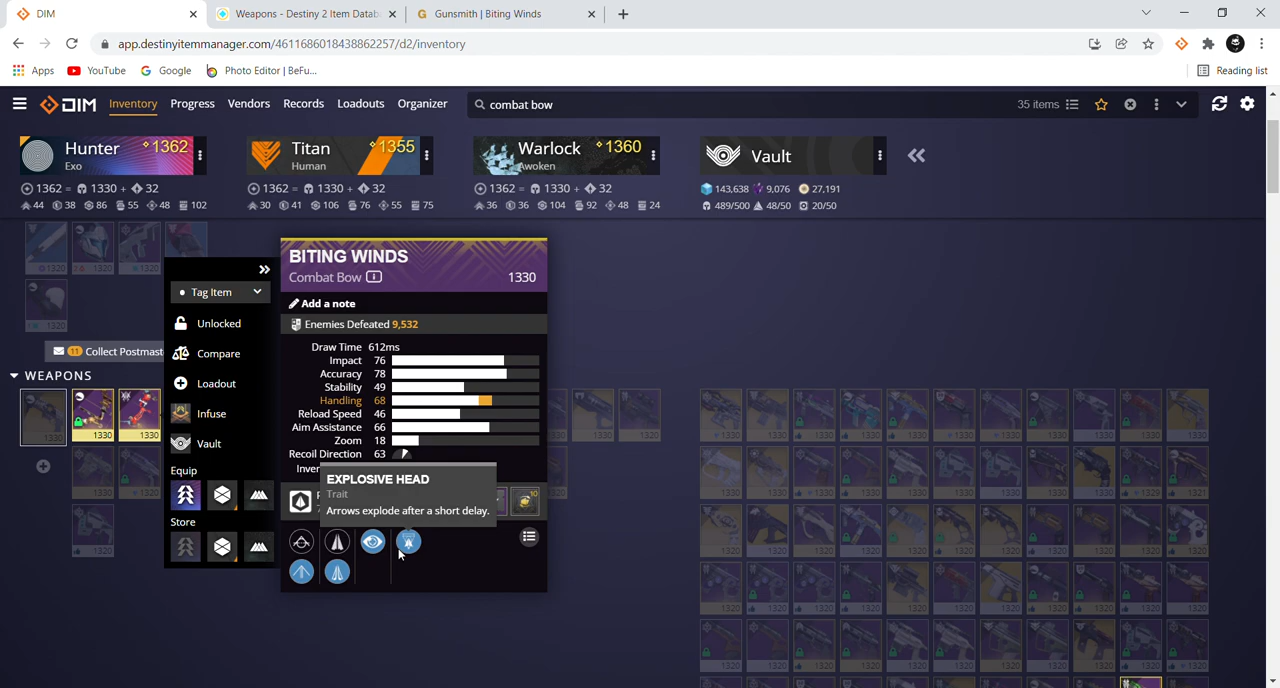 DIM
Weapons - Destiny 2 Item Datab
Gunsmith | Biting Winds
app.destinyitemmanager.com/4611686018438862257/d2/inventory
Apps YouTube Google Photo Editor | BeFu... Reading list
DIM Inventory Progress Vendors Records Loadouts Organizer combat bow 35 items
Hunter 1362
Exo
Titan 1355
Human
Warlock 1360
Awoken
Vault
1362 = 1330 + 32
1362 = 1330 + 32
1362 = 1330 + 32
143,638 9,076 27,191
44 38 86 55 48 102
30 41 106 76 55 75
36 36 104 92 48 24
489/500 48/50 20/50
BITING WINDS
Combat Bow 1330
Add a note
Enemies Defeated 9,532
Draw Time 612ms
Impact 76
Accuracy 78
Stability 49
Handling 68
Reload Speed 46
Aim Assistance 66
Zoom 18
Recoil Direction 63
Inven
EXPLOSIVE HEAD
Trait
Arrows explode after a short delay.
Tag Item
Unlocked
Compare
Loadout
Infuse
Vault
Equip
Store
11 Collect Postmast
WEAPONS